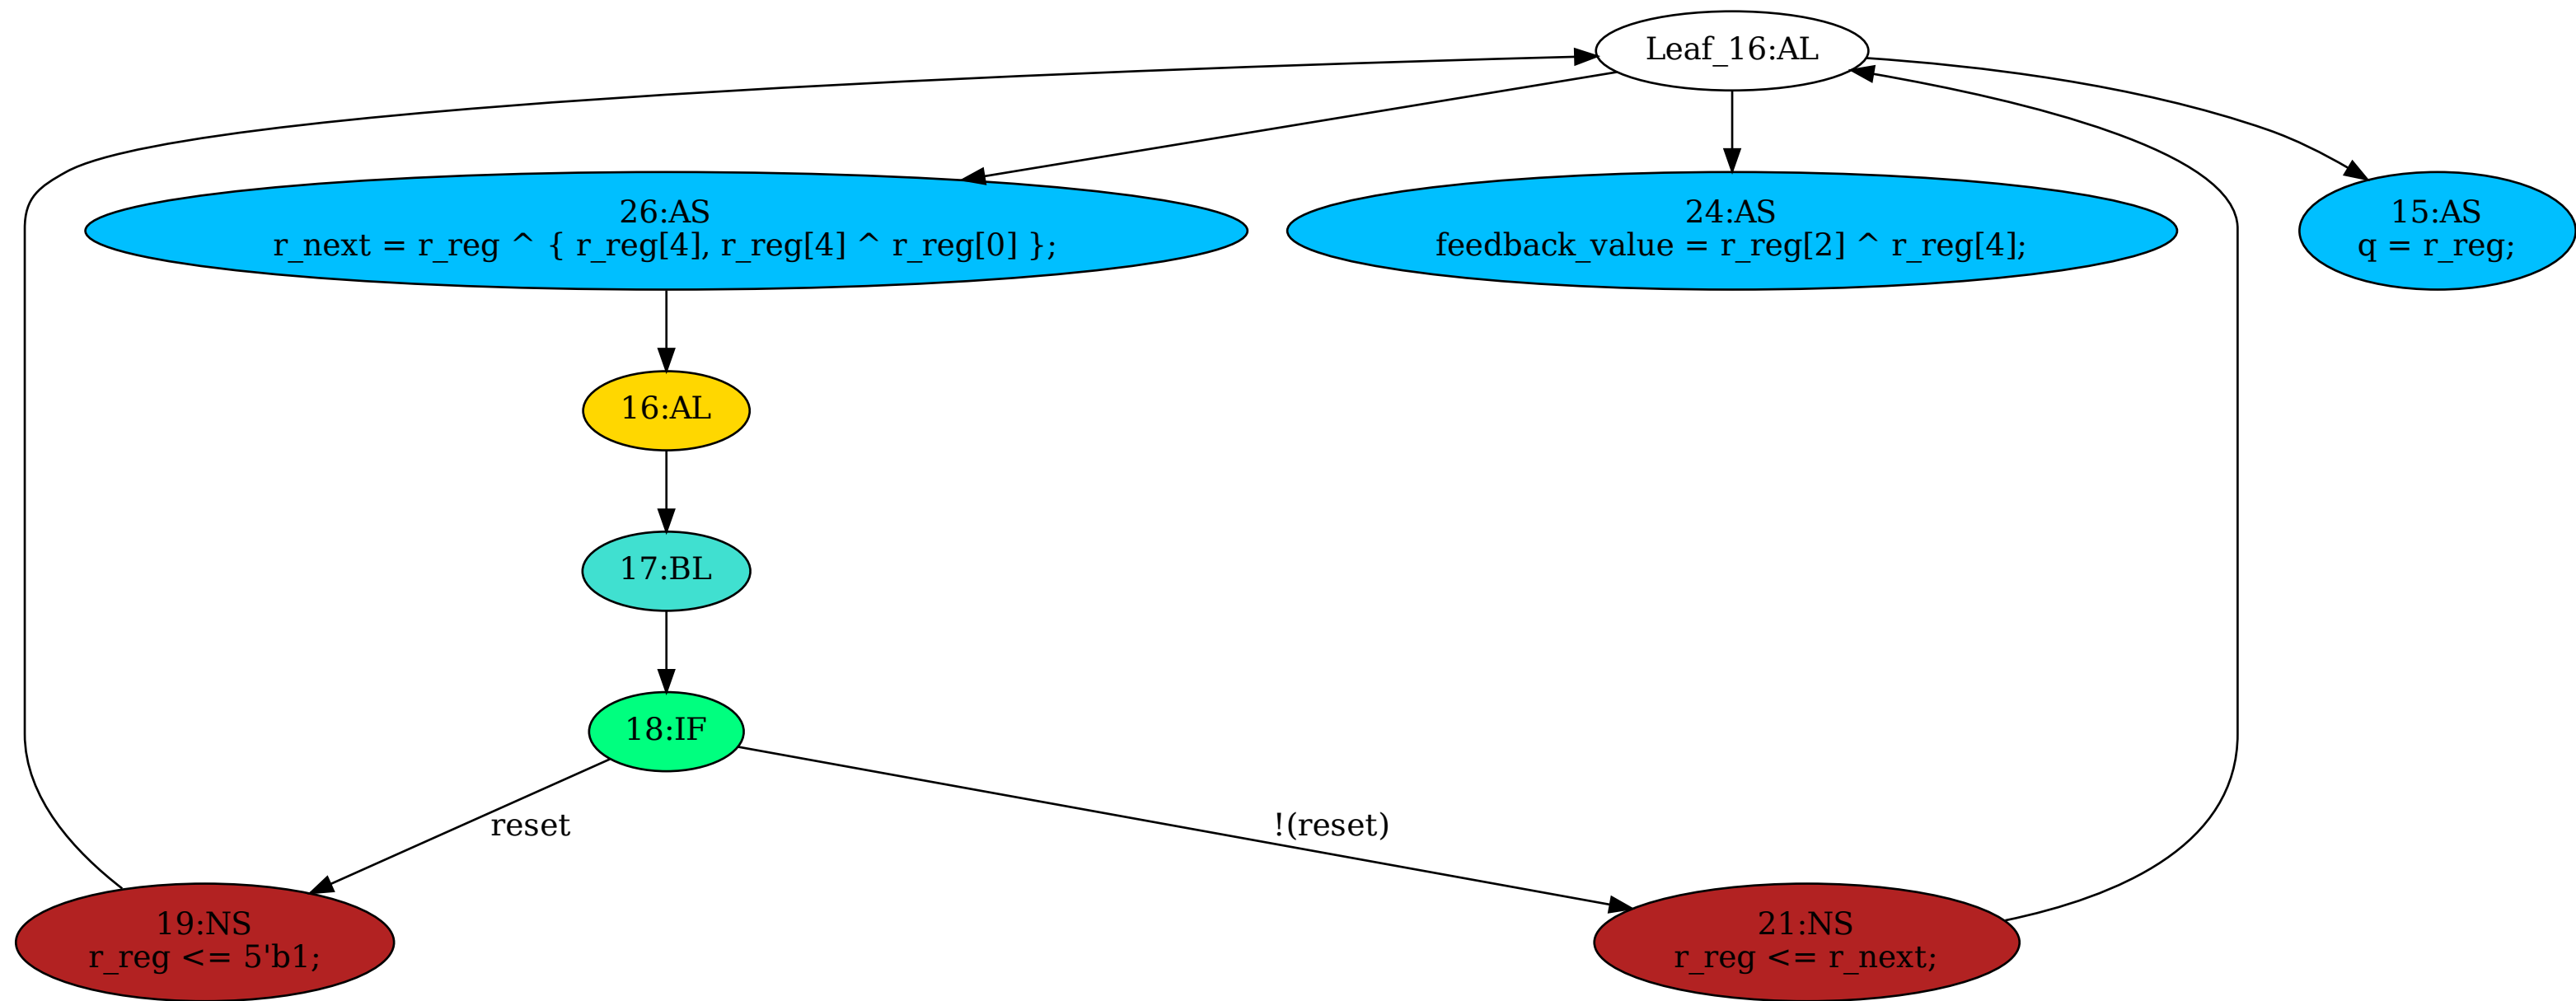 Leaf_16:AL
26:AS
r_next = r_reg ^ { r_reg[4], r_reg[4] ^ r_reg[0] };
24:AS
feedback_value = r_reg[2] ^ r_reg[4];
15:AS
q = r_reg;
16:AL
17:BL
18:IF
reset
!(reset)
19:NS
r_reg <= 5'b1;
21:NS
r_reg <= r_next;